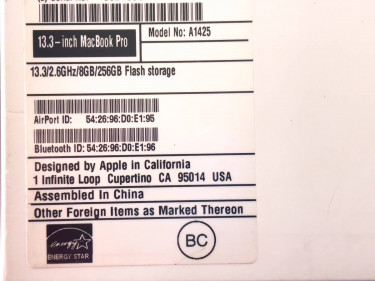 13.3-inch MacBook Pro
Model No: A1425
13.3/2.6GHz/8GB/256GB Flash storage
AirPort ID: 54:26:96:D0:E1:95
Bluetooth ID: 54:26:96:D0:E1:96
Designed by Apple in California
1 Infinite Loop Cupertino CA 95014 USA
Assembled In China
Other Foreign Items as Marked Thereon
energy
ENERGY STAR
BC